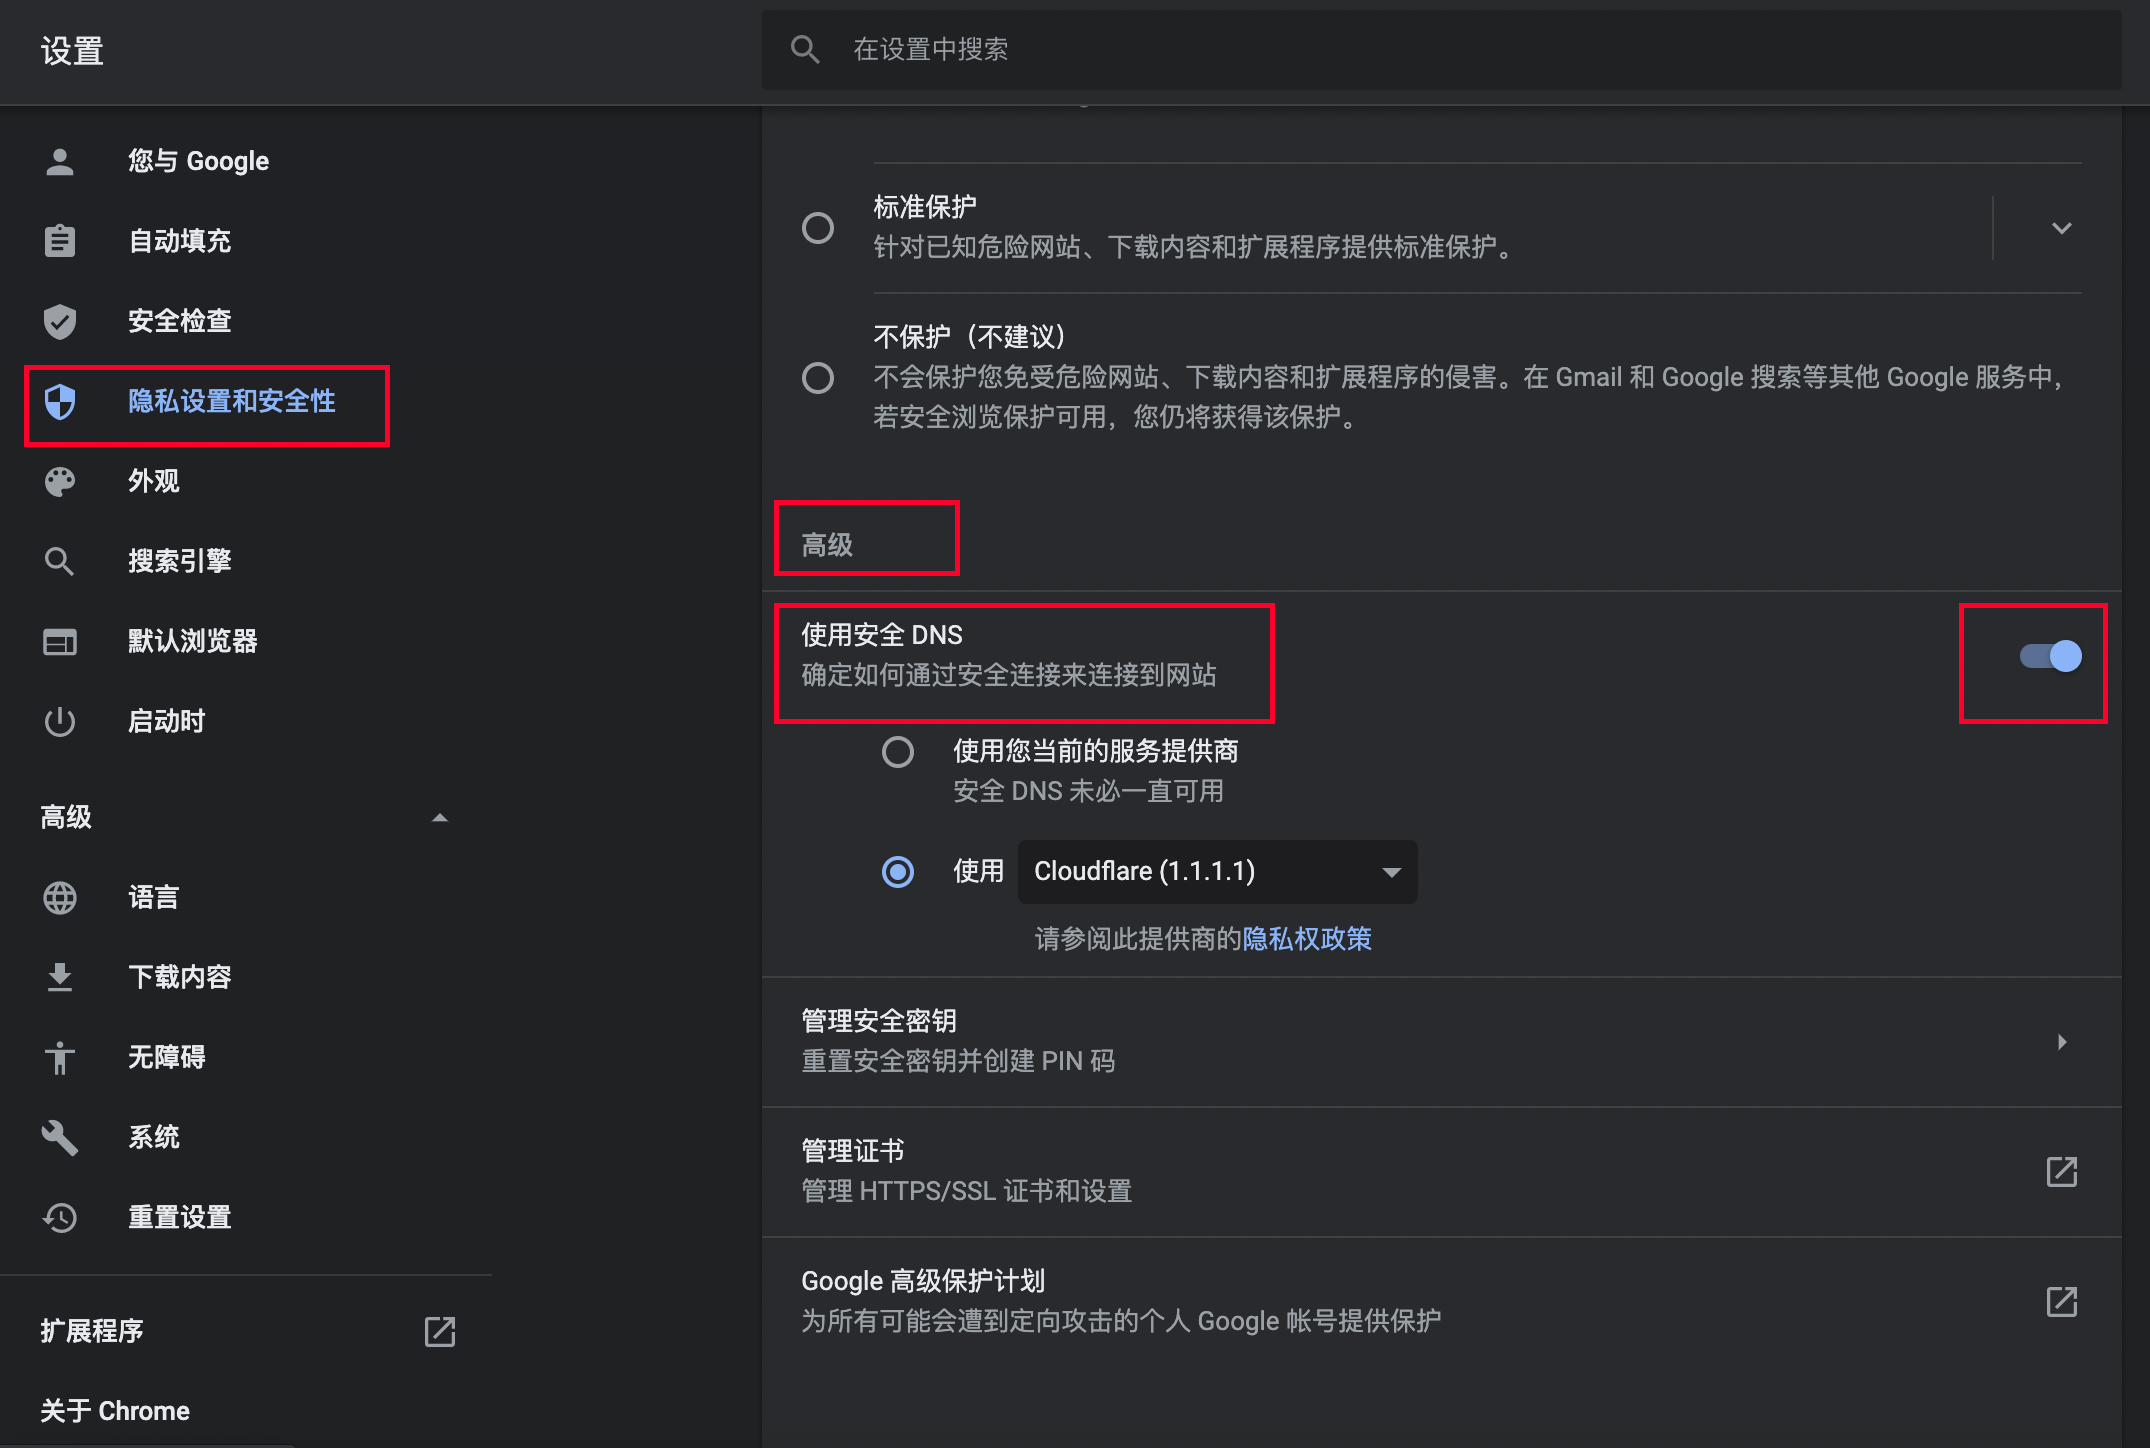 设置
在设置中搜索
您与 Google
自动填充
安全检查
隐私设置和安全性
外观
搜索引擎
默认浏览器
启动时
高级
语言
下载内容
无障碍
系统
重置设置
扩展程序
关于 Chrome
标准保护
针对已知危险网站、下载内容和扩展程序提供标准保护。
不保护（不建议）
不会保护您免受危险网站、下载内容和扩展程序的侵害。在 Gmail 和 Google 搜索等其他 Google 服务中，
若安全浏览保护可用，您仍将获得该保护。
高级
使用安全 DNS
确定如何通过安全连接来连接到网站
使用您当前的服务提供商
安全 DNS 未必一直可用
使用 Cloudflare (1.1.1.1)
请参阅此提供商的隐私权政策
管理安全密钥
重置安全密钥并创建 PIN 码
管理证书
管理 HTTPS/SSL 证书和设置
Google 高级保护计划
为所有可能会遭到定向攻击的个人 Google 帐号提供保护